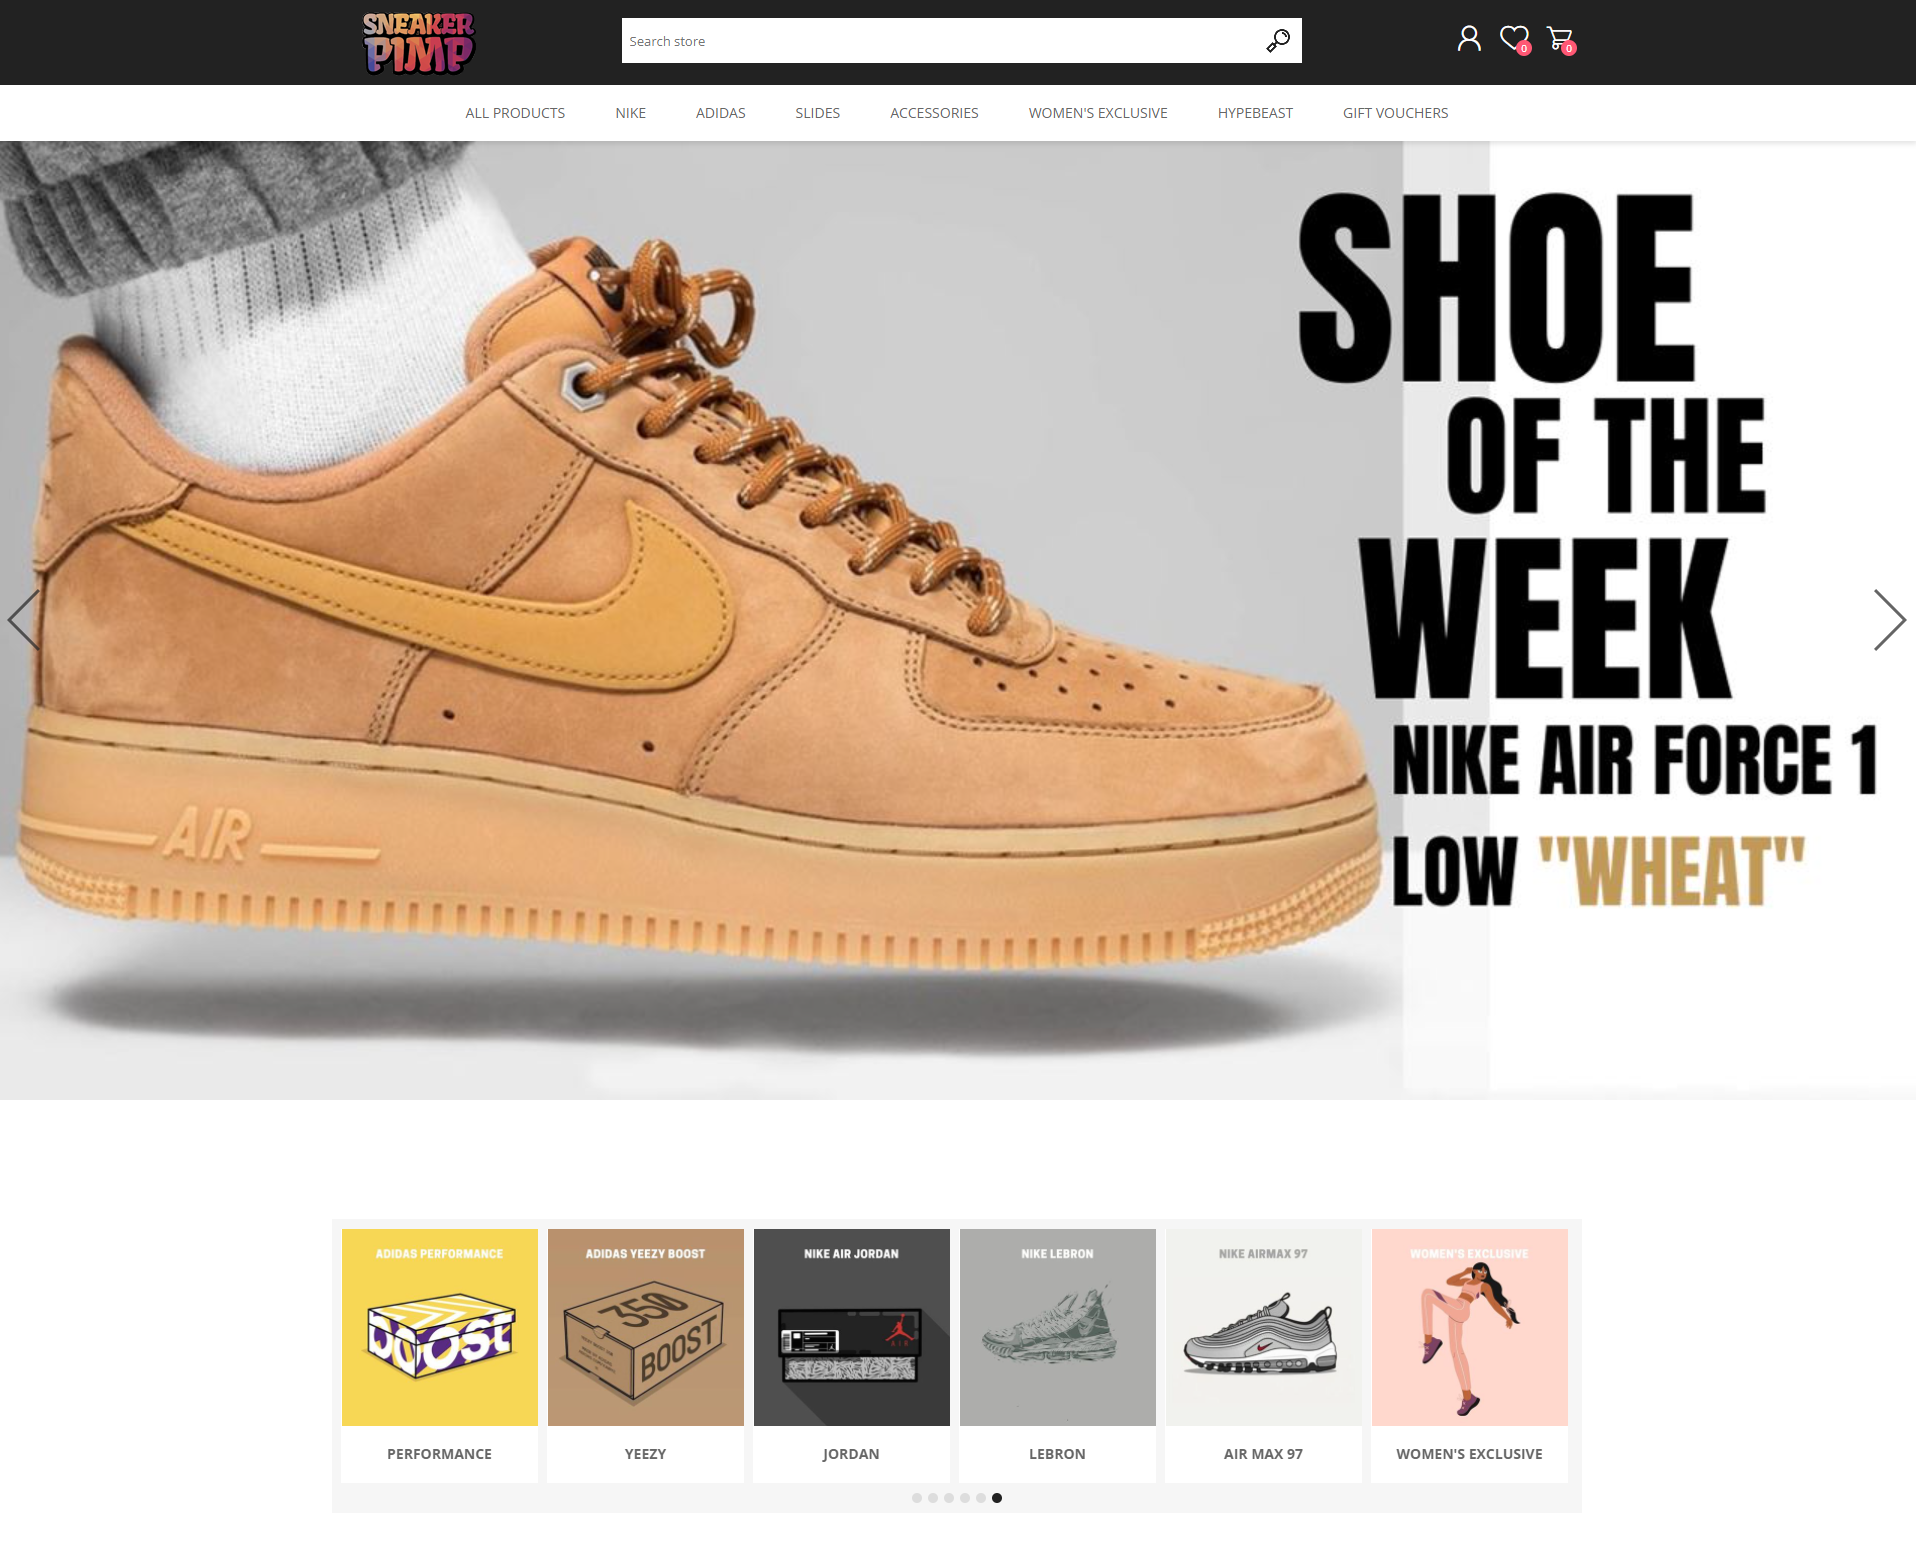 SNEAKER
PIMP
Search store
0
0
ALL PRODUCTS NIKE ADIDAS SLIDES ACCESSORIES WOMEN'S EXCLUSIVE HYPEBEAST GIFT VOUCHERS
SHOE
OF THE
WEEK
NIKE AIR FORCE 1
LOW "WHEAT"
AIR
ADIDAS PERFORMANCE
boost
PERFORMANCE
ADIDAS YEEZY BOOST
350
BOOST
YEEZY
NIKE AIR JORDAN
AIR
JORDAN
NIKE LEBRON
LEBRON
NIKE AIRMAX 97
AIR MAX 97
WOMEN'S EXCLUSIVE
WOMEN'S EXCLUSIVE